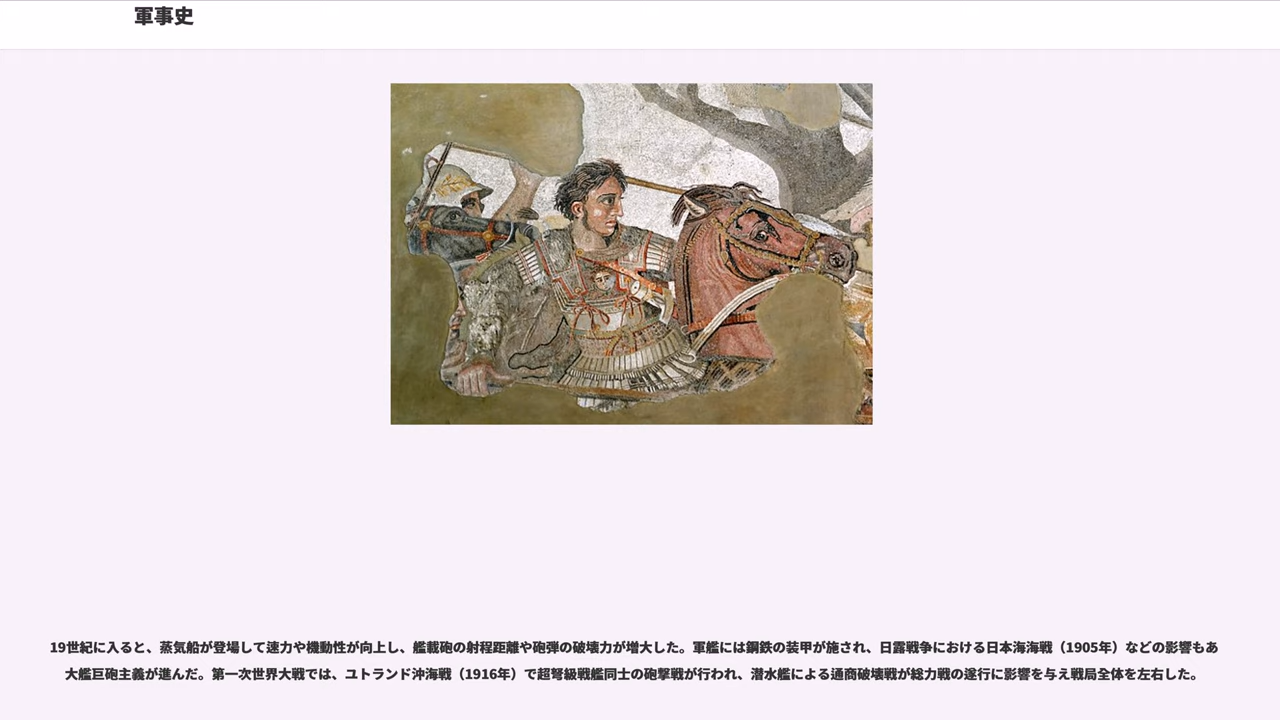 軍事史
19世紀に入ると、蒸気船が登場して速力や機動性が向上し、艦載砲の射程距離や砲弾の破壊力が増大した。軍艦には鋼鉄の装甲が施され、日露戦争における日本海海戦（1905年）などの影響もあ
大艦巨砲主義が進んだ。第一次世界大戦では、ユトランド沖海戦（1916年）で超弩級戦艦同士の砲撃戦が行われ、潜水艦による通商破壊戦が総力戦の遂行に影響を与え戦局全体を左右した。